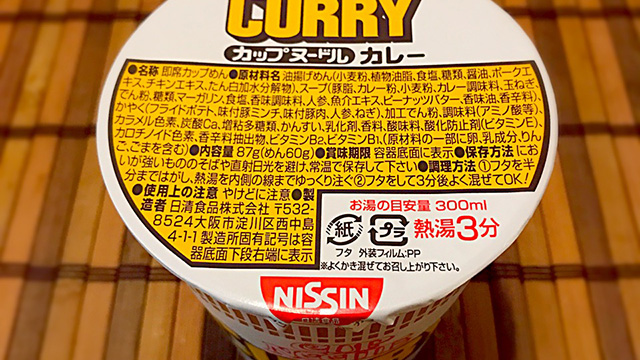 CURRY
カップヌードル カレー
●名称 即席カップめん●原材料名 油揚げめん(小麦粉、植物油脂、食塩、糖類、醤油、ポークエ
キス、チキンエキス、たん白加水分解物)、スープ(豚脂、カレー粉、小麦粉、カレー調味料、玉ねぎ、
でん粉、糖類、マーガリン、食塩、香味調味料、人参、魚介エキス、ピーナッツバター、香味油、香辛料)、
かやく(フライドポテト、味付豚ミンチ、味付豚肉、人参、ねぎ)、加工でん粉、調味料(アミノ酸等)、
カラメル色素、炭酸Ca、増粘多糖類、かんすい、乳化剤、香料、酸味料、酸化防止剤(ビタミンE)、
カロチノイド色素、香辛料抽出物、ビタミンB2、ビタミンB1、(原材料の一部に卵、乳成分、りん
ご、ごまを含む)●内容量 87g(めん60g)●賞味期限 容器底面に表示●保存方法 にお
いが強いもののそばや直射日光を避け、常温で保存して下さい●調理方法 ①フタを半
分まではがし、熱湯を内側の線までゆっくり注ぐ②フタをして3分後よく混ぜてOK!
●使用上の注意 やけどに注意●製
造者 日清食品株式会社 〒532-
8524大阪市淀川区西中島
4-1-1 製造所固有記号は容
器底面下段右端に表示
お湯の目安量 300ml
紙 プラ 熱湯3分
フタ 外装フィルム:PP
※よくかき混ぜてお召し上がり下さい。
NISSIN